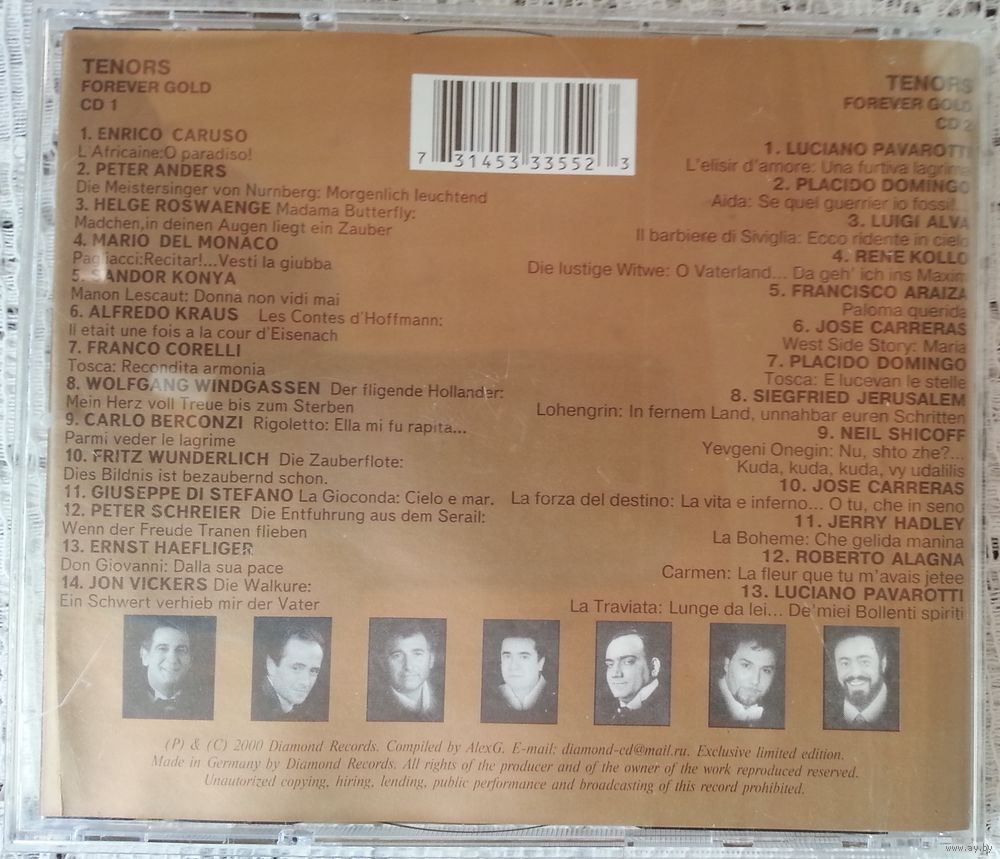 TENORS
FOREVER GOLD
CD 1
1. ENRICO CARUSO
L'Africaine:O paradiso!
2. PETER ANDERS
Die Meistersinger von Nurnberg: Morgenlich leuchtend
3. HELGE ROSWAENGE Madama Butterfly:
Madchen,in deinen Augen liegt ein Zauber
4. MARIO DEL MONACO
Pagliacci:Recitar!...Vesti la giubba
5. SANDOR KONYA
Manon Lescaut: Donna non vidi mai
6. ALFREDO KRAUS Les Contes d'Hoffmann:
Il etait une fois a la cour d'Eisenach
7. FRANCO CORELLI
Tosca: Recondita armonia
8. WOLFGANG WINDGASSEN Der fligende Hollander:
Mein Herz voll Treue bis zum Sterben
9. CARLO BERCONZI Rigoletto: Ella mi fu rapita...
Parmi veder le lagrime
10. FRITZ WUNDERLICH Die Zauberflote:
Dies Bildnis ist bezaubernd schon.
11. GIUSEPPE DI STEFANO La Gioconda: Cielo e mar.
12. PETER SCHREIER Die Entfuhrung aus dem Serail:
Wenn der Freude Tranen flieben
13. ERNST HAEFLIGER
Don Giovanni: Dalla sua pace
14. JON VICKERS Die Walkure:
Ein Schwert verhieb mir der Vater
7 31453 33552 3
TENORS
FOREVER GOLD
CD 2
1. LUCIANO PAVAROTTI
L'elisir d'amore: Una furtiva lagrima
2. PLACIDO DOMINGO
Aida: Se quel guerrier io fossi!..
3. LUIGI ALVA
Il barbiere di Siviglia: Ecco ridente in cielo
4. RENE KOLLO
Die lustige Witwe: O Vaterland... Da geh' ich ins Maxim
5. FRANCISCO ARAIZA
Paloma querida
6. JOSE CARRERAS
West Side Story: Maria
7. PLACIDO DOMINGO
Tosca: E lucevan le stelle
8. SIEGFRIED JERUSALEM
Lohengrin: In fernem Land, unnahbar euren Schritten
9. NEIL SHICOFF
Yevgeni Onegin: Nu, shto zhe?...
Kuda, kuda, kuda, vy udalilis
10. JOSE CARRERAS
La forza del destino: La vita e inferno... O tu, che in seno
11. JERRY HADLEY
La Boheme: Che gelida manina
12. ROBERTO ALAGNA
Carmen: La fleur que tu m'avais jetee
13. LUCIANO PAVAROTTI
La Traviata: Lunge da lei... De'miei Bollenti spiriti
(P) & (C) 2000 Diamond Records. Compiled by AlexG. E-mail: diamond-cd@mail.ru. Exclusive limited edition.
Made in Germany by Diamond Records. All rights of the producer and of the owner of the work reproduced reserved.
Unautorized copying, hiring, lending, public performance and broadcasting of this record prohibited.
www.ay.by